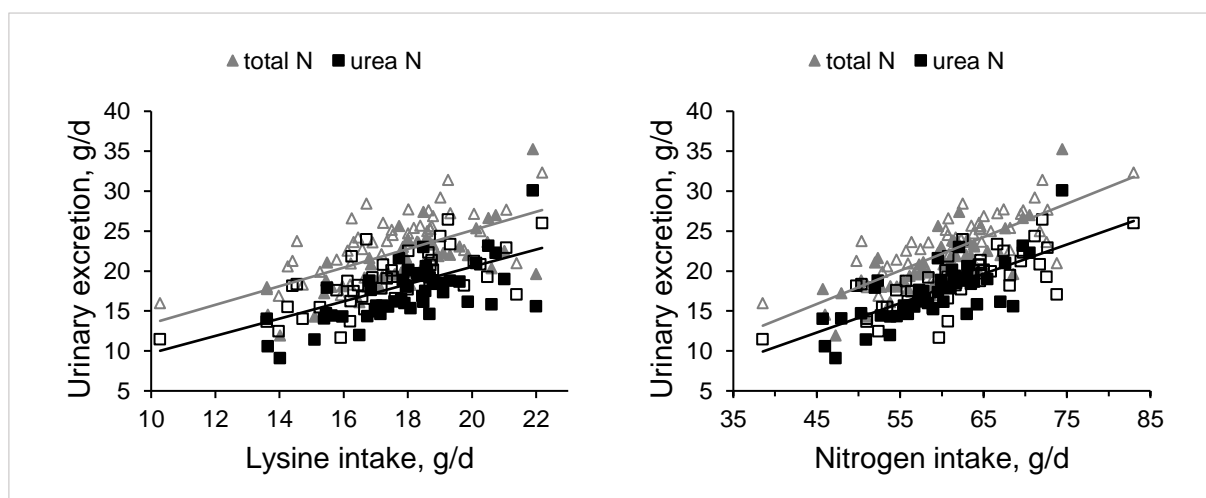 total N urea N
Urinary excretion, g/d
40
35
30
25
20
15
10
5
10 12 14 16 18 20 22
Lysine intake, g/d
total N urea N
Urinary excretion, g/d
40
35
30
25
20
15
10
5
35 45 55 65 75 85
Nitrogen intake, g/d